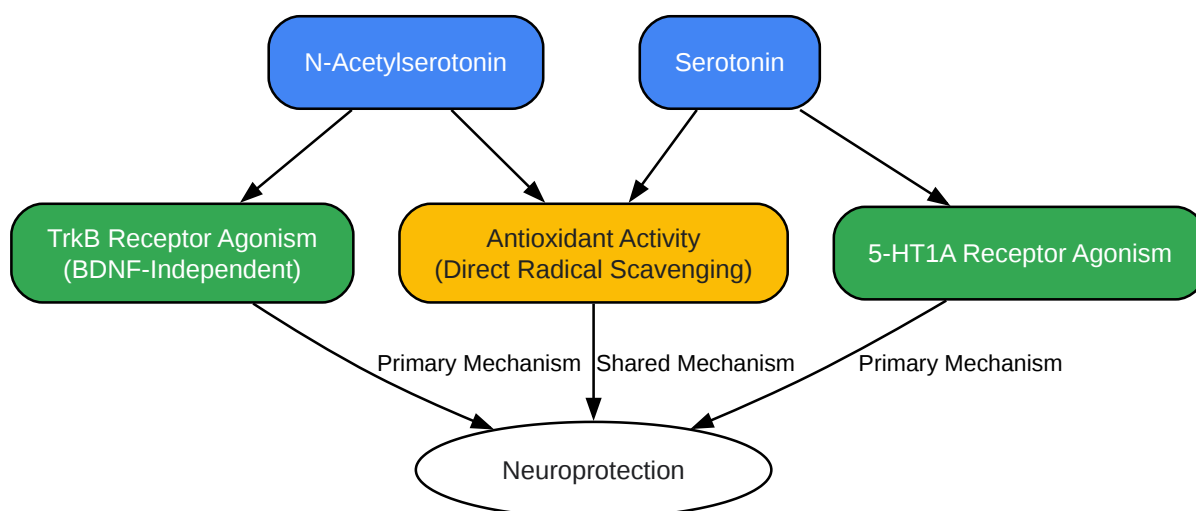 N-Acetylserotonin
Serotonin
TrkB Receptor Agonism
(BDNF-Independent)
Antioxidant Activity
(Direct Radical Scavenging)
5-HT1A Receptor Agonism
Primary Mechanism
Shared Mechanism
Primary Mechanism
Neuroprotection